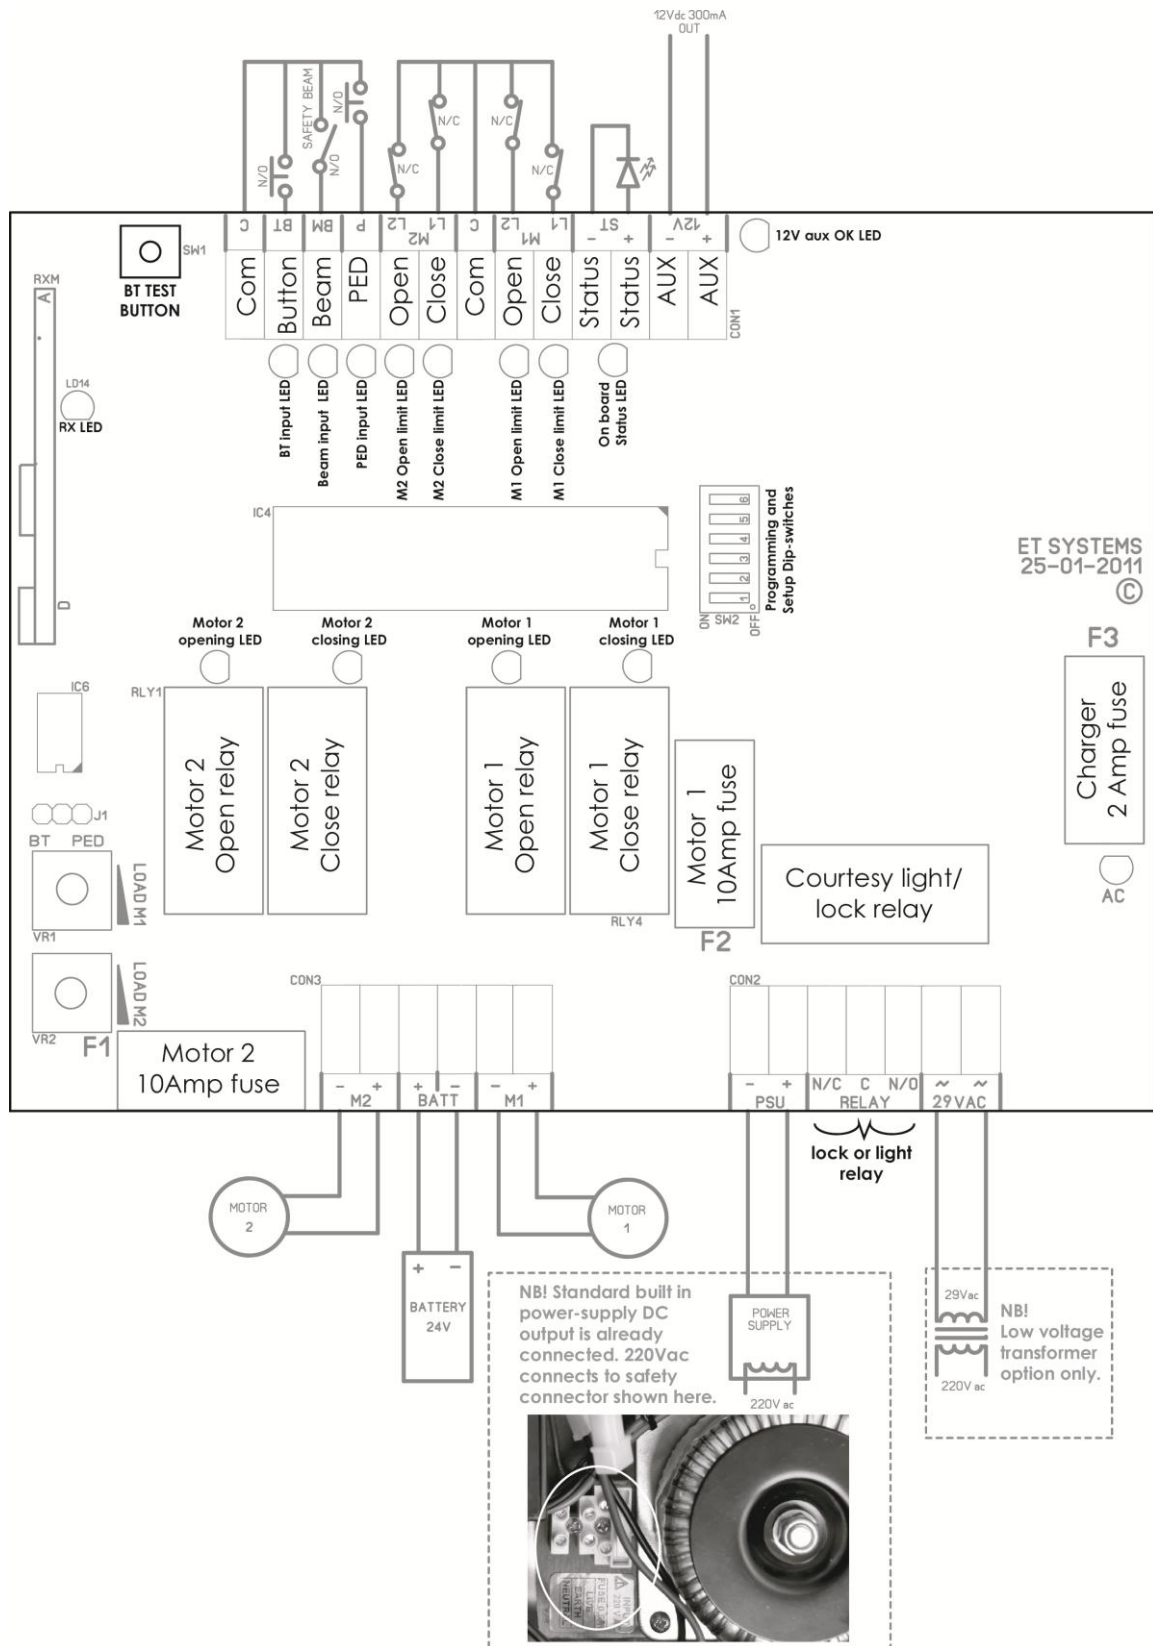 12Vdc 300mA
OUT
SAFETY BEAM
N/O
N/O
N/O
N/C
N/C
N/C
N/C
C
BT
BM
P
L2
L1
M2
C
L2
L1
M1
- +
ST
- +
12V
12V aux OK LED
SW1
BT TEST
BUTTON
Com
Button
Beam
PED
Open
Close
Com
Open
Close
Status
Status
AUX
AUX
CON1
RXM
A
D
LD14
RX LED
BT input LED
Beam input LED
PED input LED
M2 Open limit LED
M2 Close limit LED
M1 Open limit LED
M1 Close limit LED
On board
Status LED
IC4
6
5
4
3
2
1
ON
SW2
OFF
Programming and
Setup Dip-switches
ET SYSTEMS
25-01-2011
©
Motor 2
opening LED
Motor 2
closing LED
Motor 1
opening LED
Motor 1
closing LED
F3
Charger
2 Amp fuse
AC
IC6
RLY1
Motor 2
Open relay
Motor 2
Close relay
Motor 1
Open relay
Motor 1
Close relay
RLY4
Motor 1
10Amp fuse
F2
Courtesy light/
lock relay
J1
BT PED
LOAD M1
VR1
LOAD M2
VR2
F1
Motor 2
10Amp fuse
CON3
- + + - - +
M2 BATT M1
CON2
- + N/C C N/O ~ ~
PSU RELAY 29VAC
lock or light
relay
MOTOR
2
MOTOR
1
+ -
BATTERY
24V
NB! Standard built in
power-supply DC
output is already
connected. 220Vac
connects to safety
connector shown here.
POWER
SUPPLY
220V ac
29Vac
220V ac
NB!
Low voltage
transformer
option only.
NEUTRAL
EARTH
LIVE